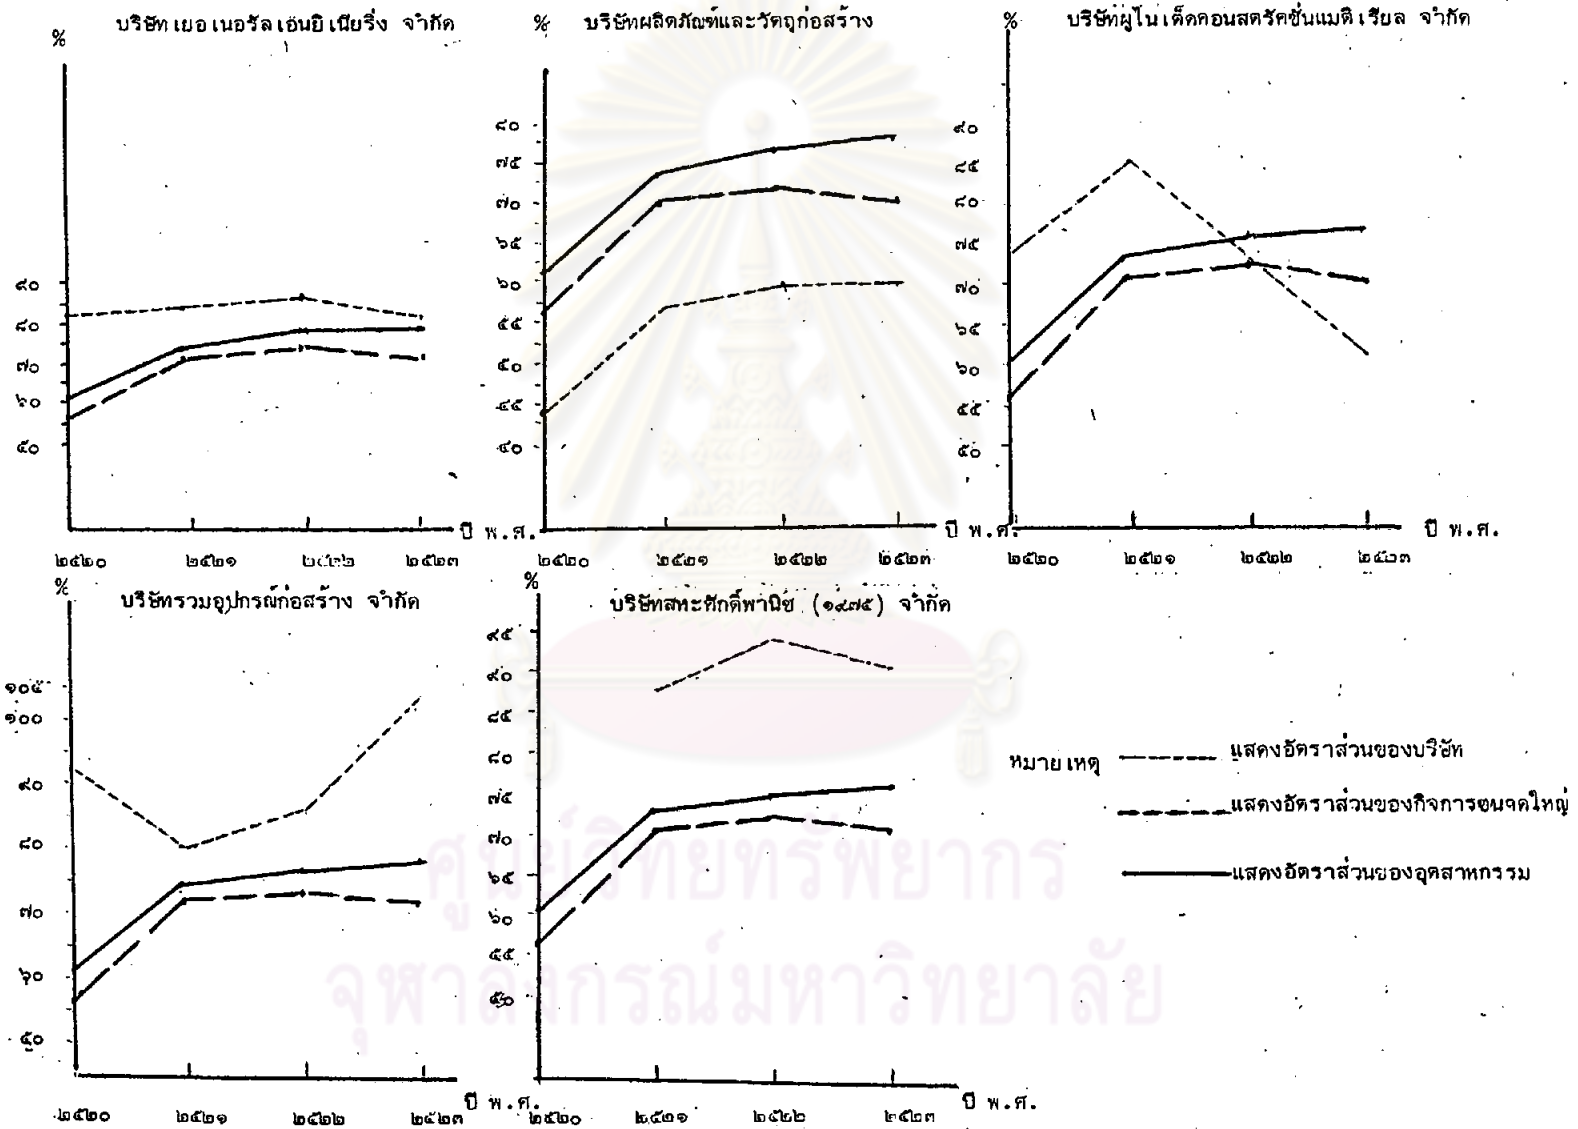 % บริษัทเยอเนอรัลเอ็นยิเนียริ่ง จำกัด
๙๐
๘๐
๗๐
๖๐
๕๐
๒๕๒๐ ๒๕๒๑ ๒๕๒๒ ๒๕๒๓ ปี พ.ศ.
% บริษัทผลิตภัณฑ์และวัตถุก่อสร้าง
๘๐
๗๕
๗๐
๖๕
๖๐
๕๕
๕๐
๔๕
๔๐
๒๕๒๐ ๒๕๒๑ ๒๕๒๒ ๒๕๒๓ ปี พ.ศ.
% บริษัทยูไนเต็ดคอนสตรัคชั่นแมติเรียล จำกัด
๙๐
๘๕
๘๐
๗๕
๗๐
๖๕
๖๐
๕๕
๕๐
๒๕๒๐ ๒๕๒๑ ๒๕๒๒ ๒๕๒๓ ปี พ.ศ.
% บริษัทรวมอุปกรณ์ก่อสร้าง จำกัด
๑๐๕
๑๐๐
๙๐
๘๐
๗๐
๖๐
๕๐
๒๕๒๐ ๒๕๒๑ ๒๕๒๒ ๒๕๒๓ ปี พ.ศ.
% บริษัทสหะศักดิ์พานิช (๑๙๗๕) จำกัด
๙๕
๙๐
๘๕
๘๐
๗๕
๗๐
๖๕
๖๐
๕๕
๕๐
๒๕๒๐ ๒๕๒๑ ๒๕๒๒ ๒๕๒๓ ปี พ.ศ.
หมายเหตุ แสดงอัตราส่วนของบริษัท
แสดงอัตราส่วนของกิจการขนาดใหญ่
แสดงอัตราส่วนของอุตสาหกรรม
ศูนย์วิทยทรัพยากร
จุฬาลงกรณ์มหาวิทยาลัย